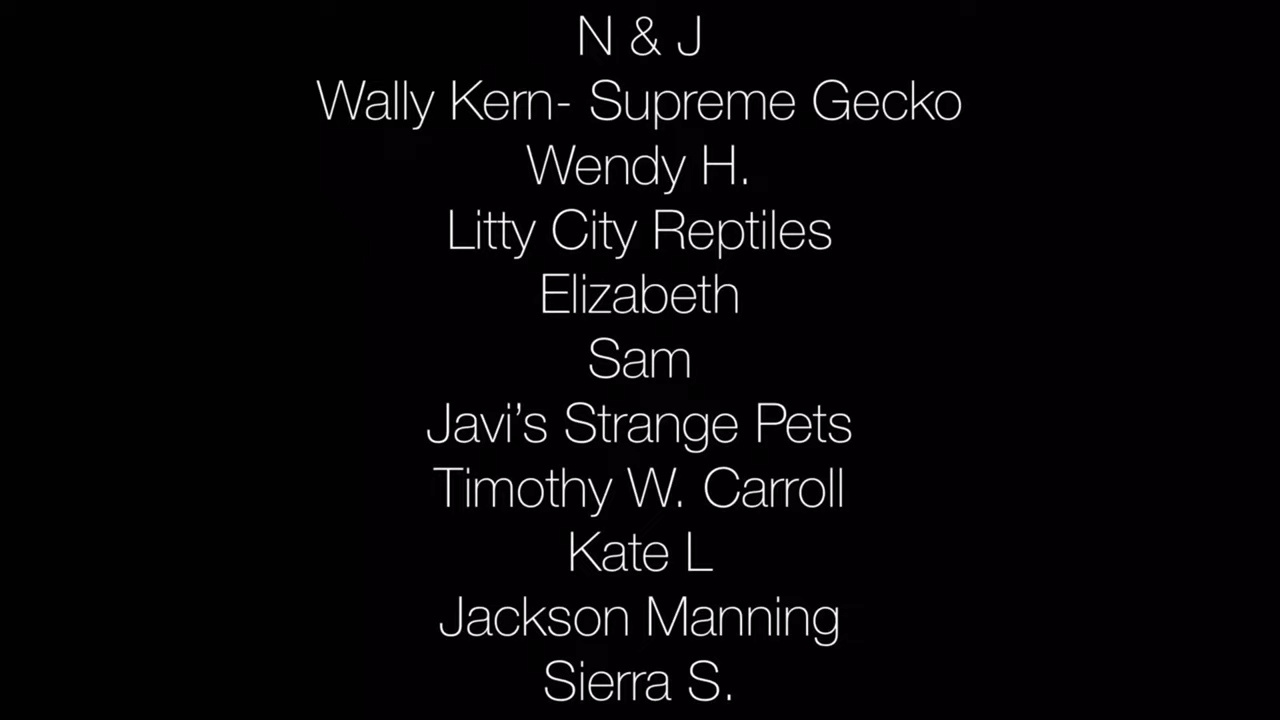 N & J
Wally Kern- Supreme Gecko
Wendy H.
Litty City Reptiles
Elizabeth
Sam
Javi’s Strange Pets
Timothy W. Carroll
Kate L
Jackson Manning
Sierra S.